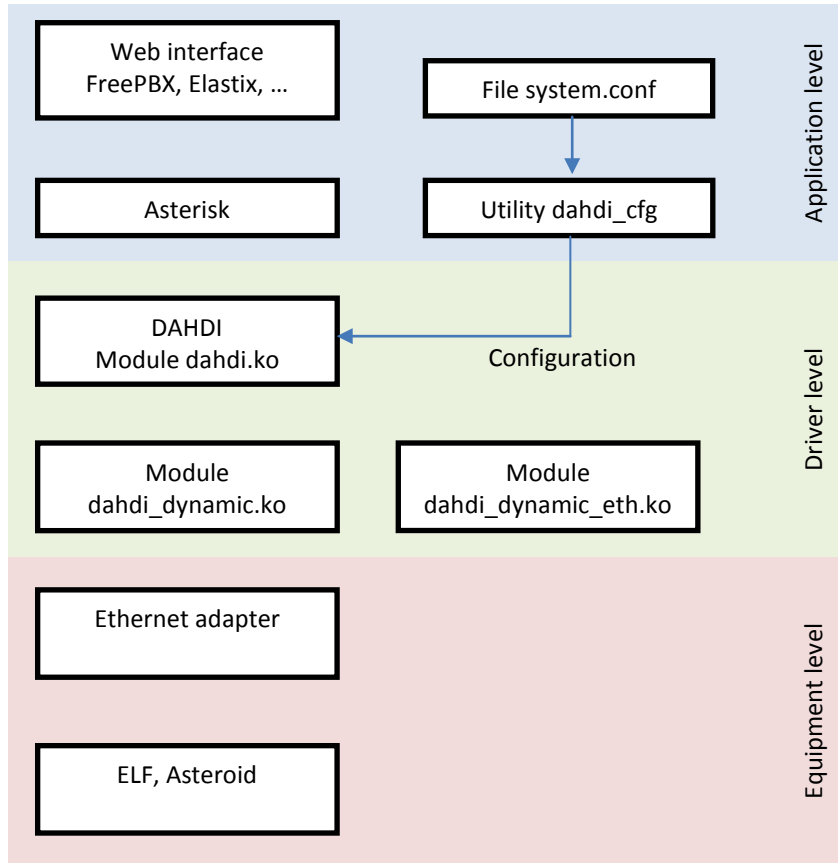 Web interface
FreePBX, Elastix, …
File system.conf
Application level
Asterisk
Utility dahdi_cfg
DAHDI
Module dahdi.ko
Configuration
Driver level
Module
dahdi_dynamic.ko
Module
dahdi_dynamic_eth.ko
Ethernet adapter
Equipment level
ELF, Asteroid